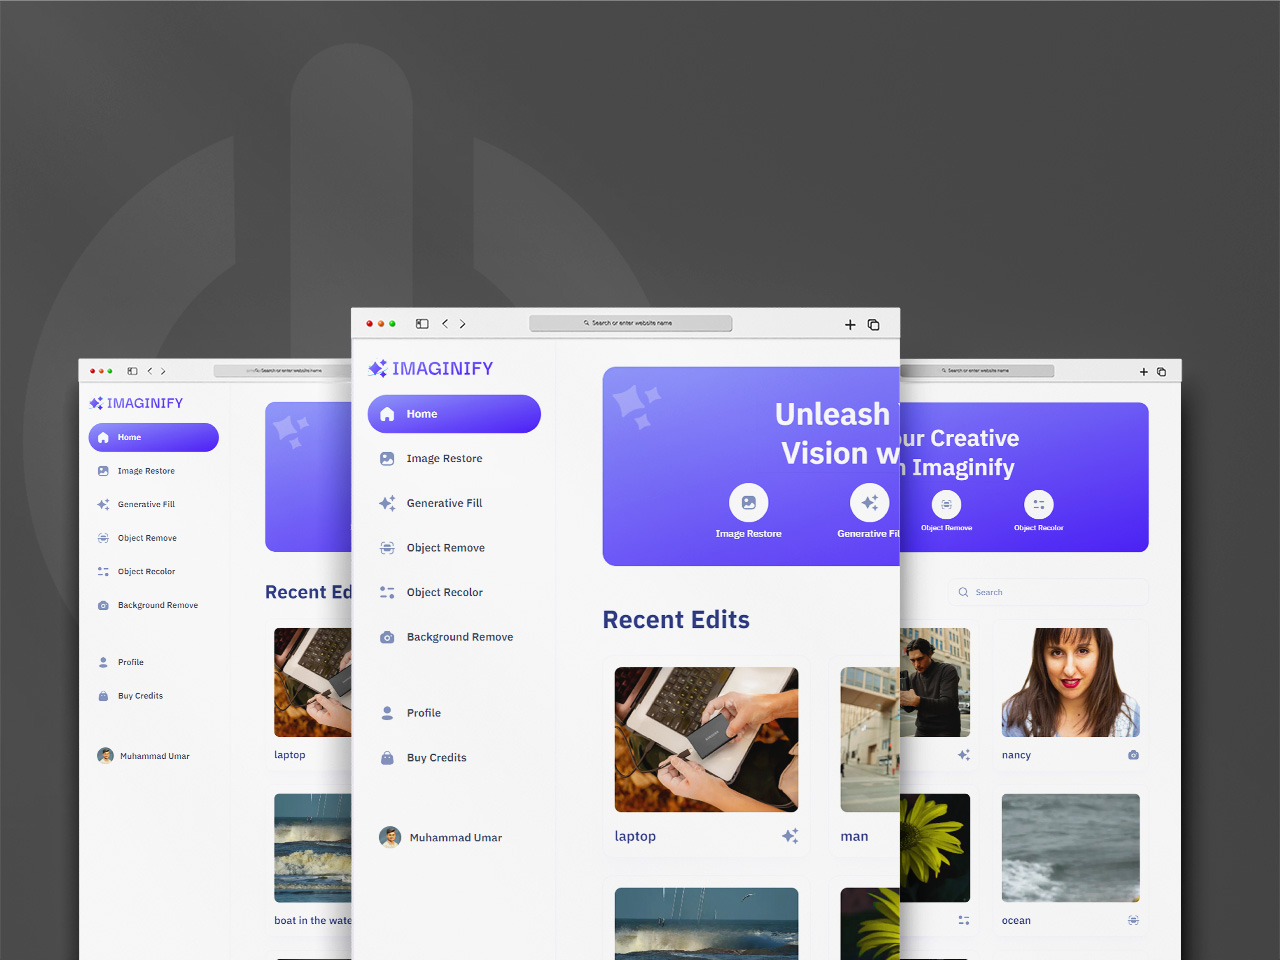 Search or enter website name
IMAGINIFY
Home
Image Restore
Generative Fill
Object Remove
Object Recolor
Background Remove
Profile
Buy Credits
Muhammad Umar
Recent Ed
laptop
boat in the wate
Search or enter website name
IMAGINIFY
Home
Image Restore
Generative Fill
Object Remove
Object Recolor
Background Remove
Profile
Buy Credits
Muhammad Umar
Unleash
Vision w
Image Restore
Generative Fil
Recent Edits
laptop
man
Search or enter website name
our Creative
Imaginify
Object Remove
Object Recolor
Search
nancy
ocean